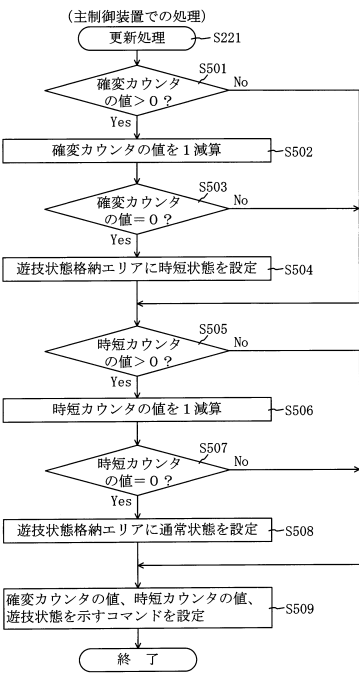 (主制御装置での処理)
更新処理
S221
S501
確変カウンタ
の値＞０？
No
Yes
確変カウンタの値を１減算
S502
S503
確変カウンタ
の値＝０？
No
Yes
遊技状態格納エリアに時短状態を設定
S504
S505
時短カウンタ
の値＞０？
No
Yes
時短カウンタの値を１減算
S506
S507
時短カウンタ
の値＝０？
No
Yes
遊技状態格納エリアに通常状態を設定
S508
確変カウンタの値、時短カウンタの値、
遊技状態を示すコマンドを設定
S509
終　了